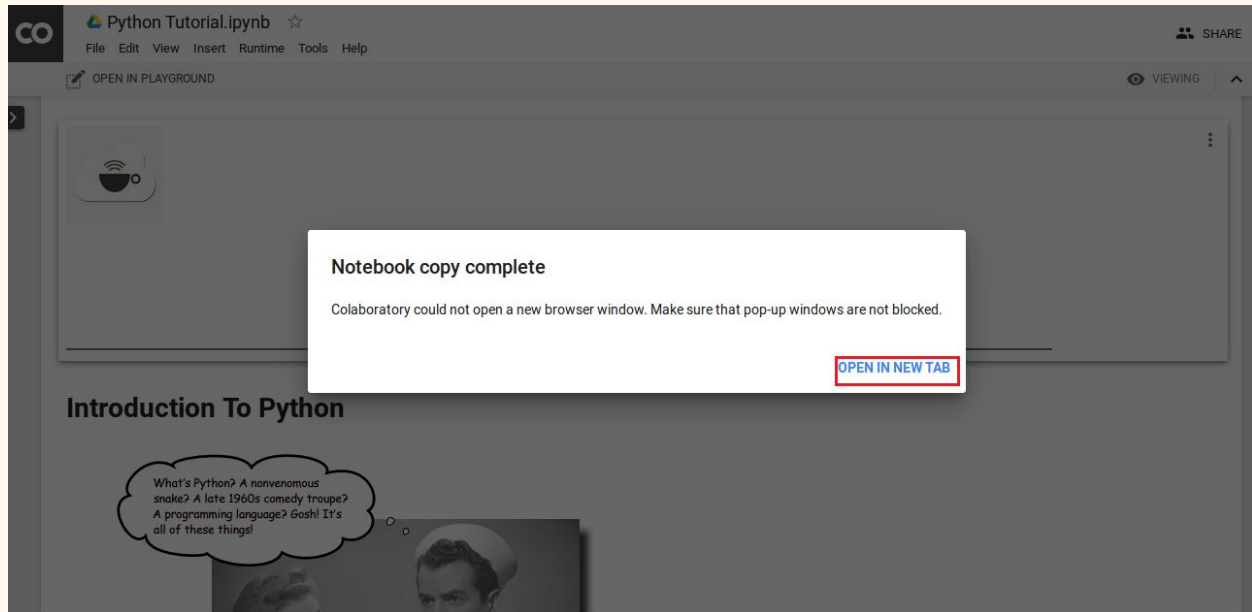 CO
Python Tutorial.ipynb
File Edit View Insert Runtime Tools Help
SHARE
OPEN IN PLAYGROUND
VIEWING
Notebook copy complete
Colaboratory could not open a new browser window. Make sure that pop-up windows are not blocked.
OPEN IN NEW TAB
Introduction To Python
What's Python? A nonvenomous
snake? A late 1960s comedy troupe?
A programming language? Gosh! It's
all of these things!